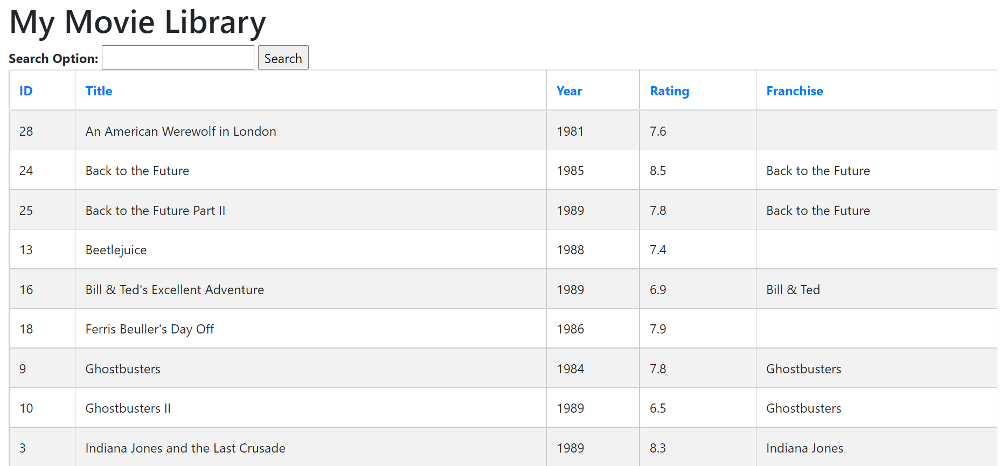 My Movie Library
Search Option: Search
ID Title Year Rating Franchise
28 An American Werewolf in London 1981 7.6
24 Back to the Future 1985 8.5 Back to the Future
25 Back to the Future Part II 1989 7.8 Back to the Future
13 Beetlejuice 1988 7.4
16 Bill & Ted's Excellent Adventure 1989 6.9 Bill & Ted
18 Ferris Beuller's Day Off 1986 7.9
9 Ghostbusters 1984 7.8 Ghostbusters
10 Ghostbusters II 1989 6.5 Ghostbusters
3 Indiana Jones and the Last Crusade 1989 8.3 Indiana Jones